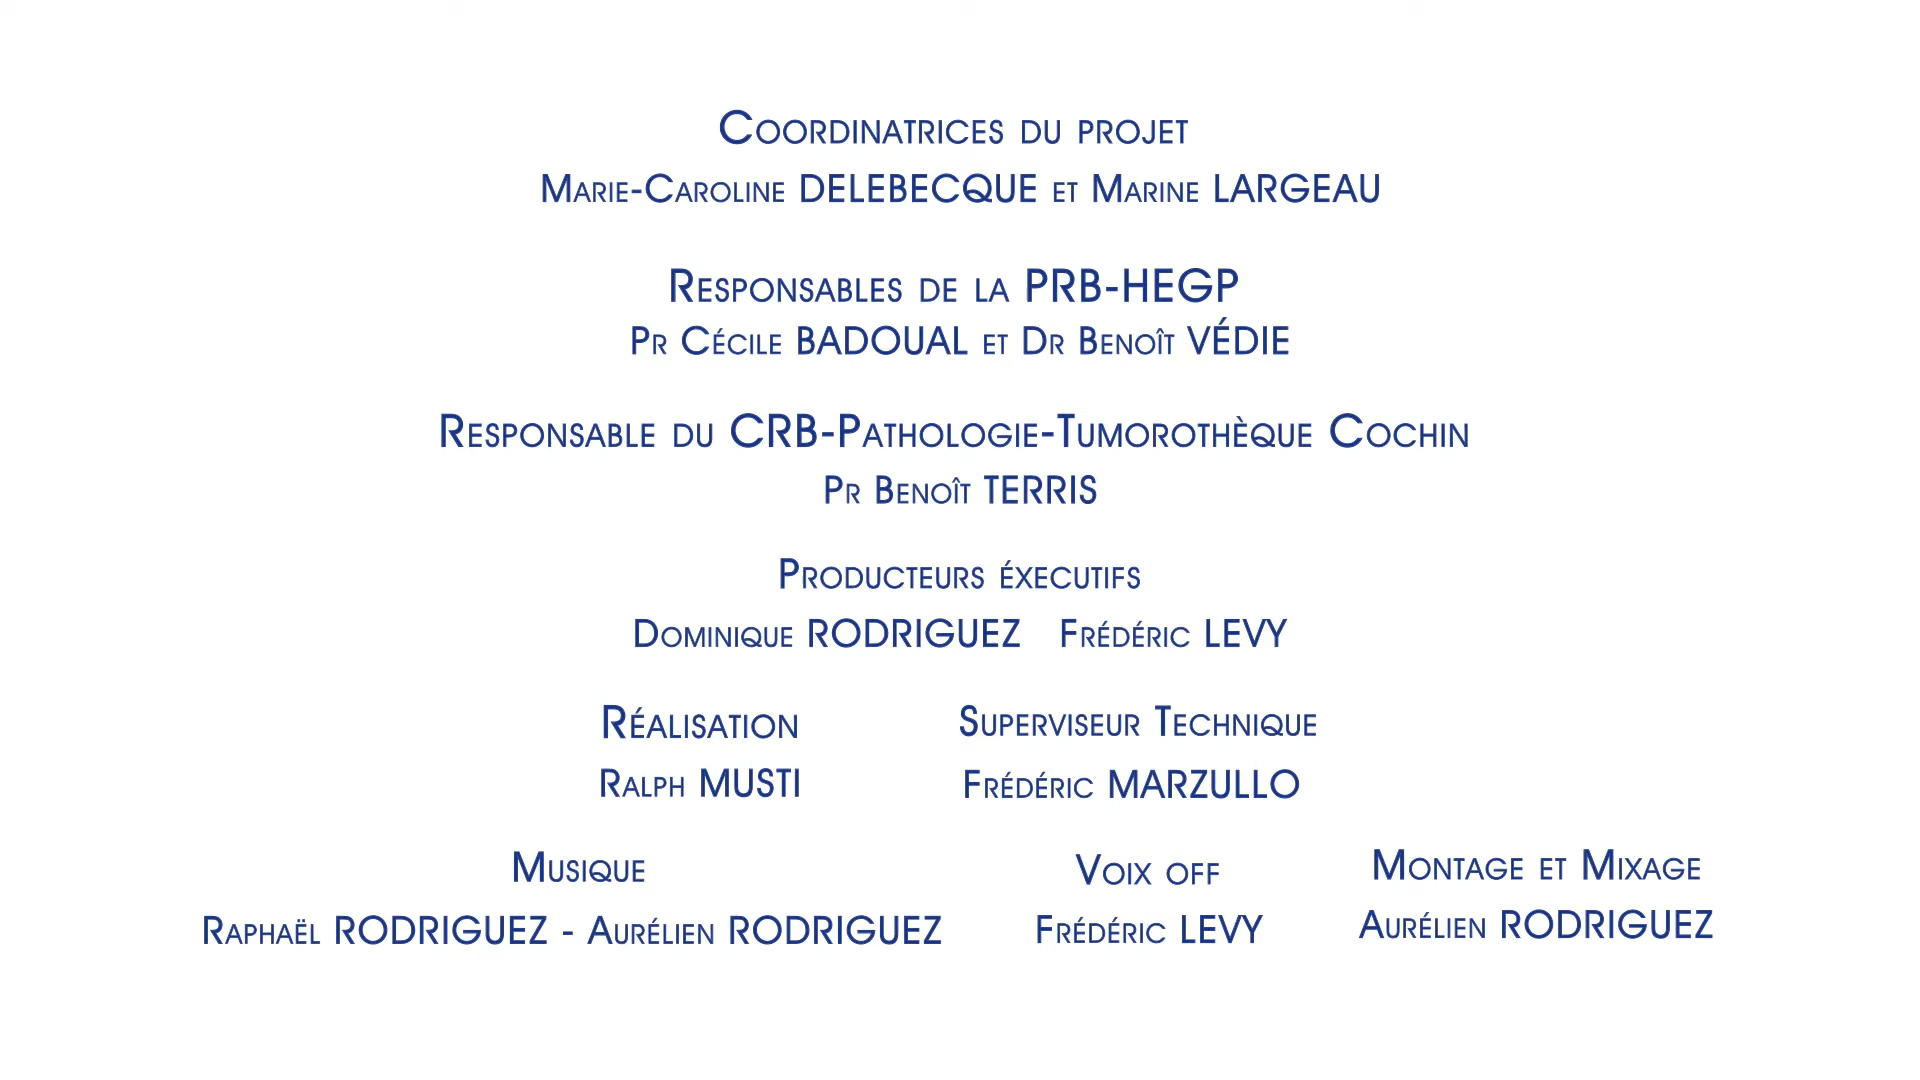 Coordinatrices du projet
Marie-Caroline DELEBECQUE et Marine LARGEAU
Responsables de la PRB-HEGP
Pr Cécile BADOUAL et Dr Benoît VÉDIE
Responsable du CRB-Pathologie-Tumorothèque Cochin
Pr Benoît TERRIS
Producteurs éxecutifs
Dominique RODRIGUEZ Frédéric LEVY
Réalisation
Ralph MUSTI
Superviseur Technique
Frédéric MARZULLO
Musique
Raphaël RODRIGUEZ - Aurélien RODRIGUEZ
Voix off
Frédéric LEVY
Montage et Mixage
Aurélien RODRIGUEZ